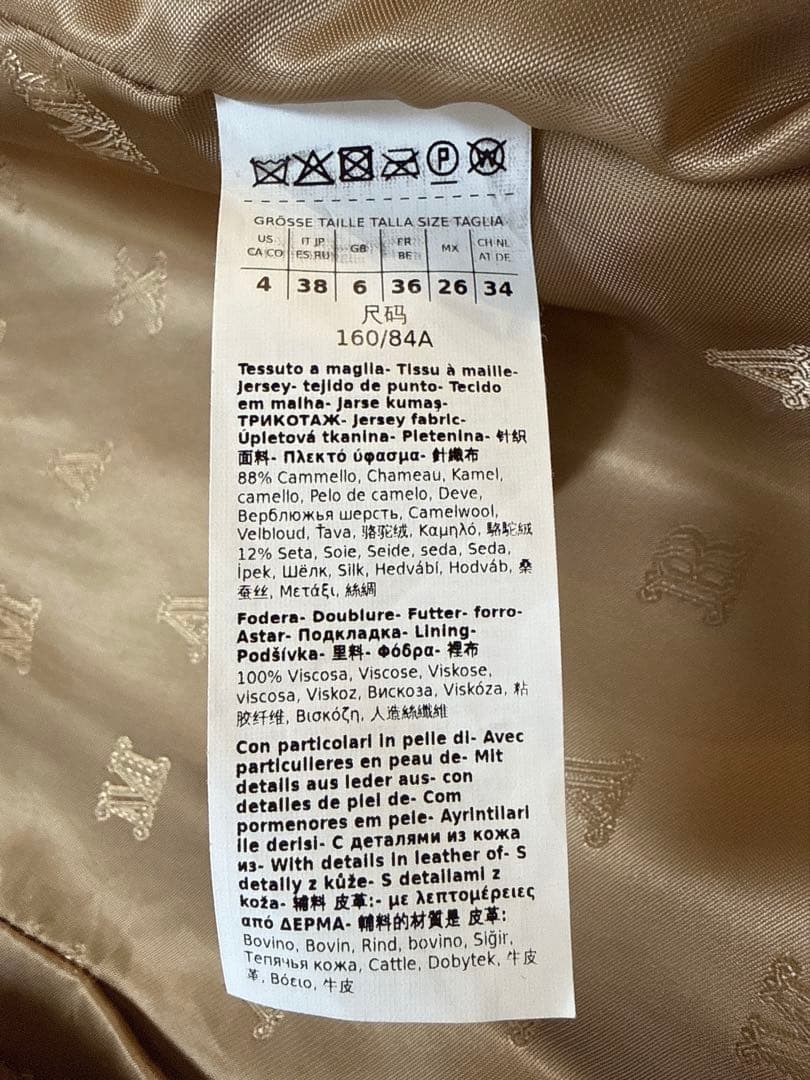 P W
GRÖSSE TAILLE TALLA SIZE TAGLIA
US CA CO IT JP ES RU GB FR BE MX CH NL AT DE
4 38 6 36 26 34
尺码
160/84A
Tessuto a maglia- Tissu à maille-
Jersey- tejido de punto- Tecido
em malha- Jarse kumaş-
ТРИКОТАЖ- Jersey fabric-
Úpletová tkanina- Pletenina- 针织
面料- Πλεκτό ύφασμα- 針織布
88% Cammello, Chameau, Kamel,
camello, Pelo de camelo, Deve,
Верблюжья шерсть, Camelwool,
Velbloud, Ťava, 骆驼绒, Καμηλό, 駱駝絨
12% Seta, Soie, Seide, seda, Seda,
İpek, Шёлк, Silk, Hedvábí, Hodváb, 桑
蚕丝, Μετάξι, 絲綢
Fodera- Doublure- Futter- forro-
Astar- Подкладка- Lining-
Podšívka- 里料- Φόδρα- 裡布
100% Viscosa, Viscose, Viskose,
viscosa, Viskoz, Вискоза, Viskóza, 粘
胶纤维, Βισκόζη, 人造絲纖維
Con particolari in pelle di- Avec
particulieres en peau de- Mit
details aus leder aus- con
detalles de piel de- Com
pormenores em pele- Ayrintilari
ile derisi- С деталями из кожа
из- With details in leather of- S
detaily z kůže- S detailami z
koža- 辅料 皮革:- με λεπτομέρειες
από ΔΕΡΜΑ- 輔料的材質是 皮革:
Bovino, Bovin, Rind, bovino, Siğir,
Телячья кожа, Cattle, Dobytek, 牛皮
革, Βόειο, 牛皮